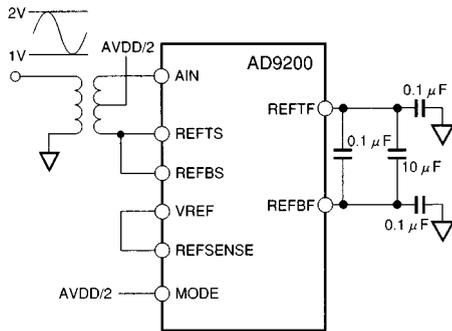 2V
1V
AVDD/2
AIN
AD9200
REFTS
REFBS
VREF
REFSENSE
AVDD/2
MODE
REFTF
0.1 μF
0.1 μF
10 μF
REFBF
0.1 μF